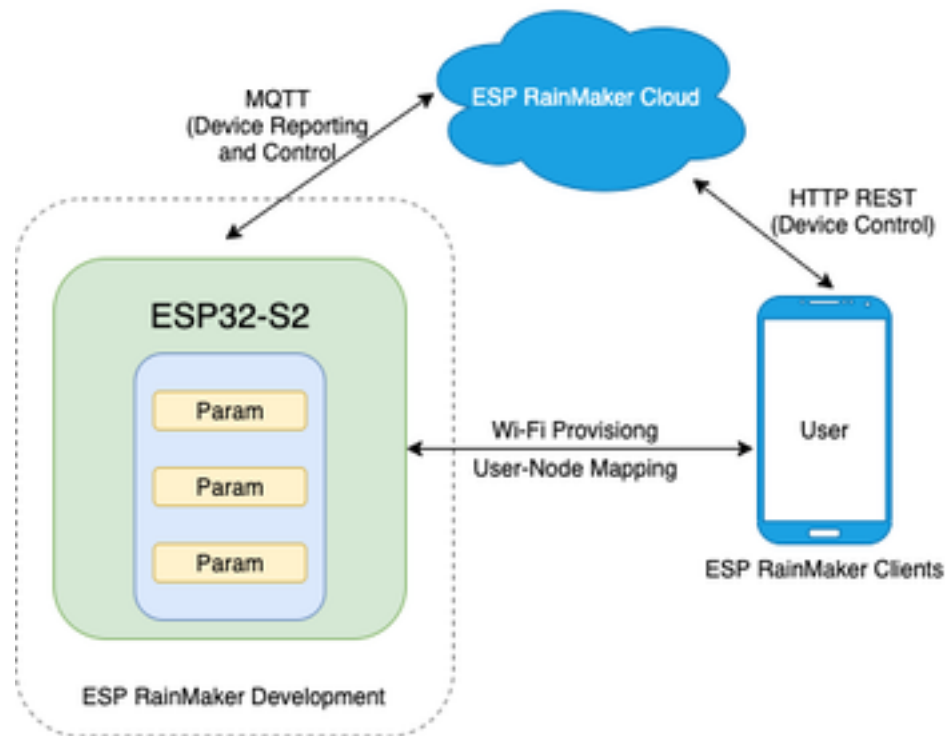 ESP RainMaker Cloud
MQTT
(Device Reporting
and Control
HTTP REST
(Device Control)
ESP32-S2
Param
Param
Param
Wi-Fi Provisiong
User-Node Mapping
User
ESP RainMaker Clients
ESP RainMaker Development